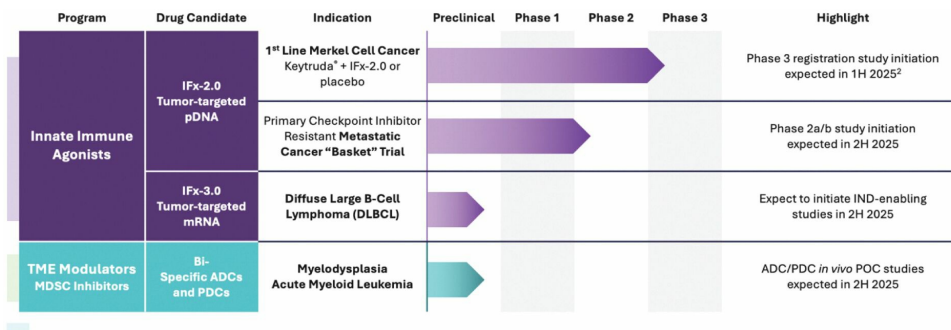 Program Drug Candidate Indication Preclinical Phase 1 Phase 2 Phase 3 Highlight
Innate Immune
Agonists
IFx-2.0
Tumor-targeted
pDNA
1st Line Merkel Cell Cancer
Keytruda* + IFx-2.0 or
placebo
Phase 3 registration study initiation
expected in 1H 2025²
Primary Checkpoint Inhibitor
Resistant Metastatic
Cancer “Basket” Trial
Phase 2a/b study initiation
expected in 2H 2025
IFx-3.0
Tumor-targeted
mRNA
Diffuse Large B-Cell
Lymphoma (DLBCL)
Expect to initiate IND-enabling
studies in 2H 2025
TME Modulators
MDSC Inhibitors
Bi-
Specific ADCs
and PDCs
Myelodysplasia
Acute Myeloid Leukemia
ADC/PDC in vivo POC studies
expected in 2H 2025